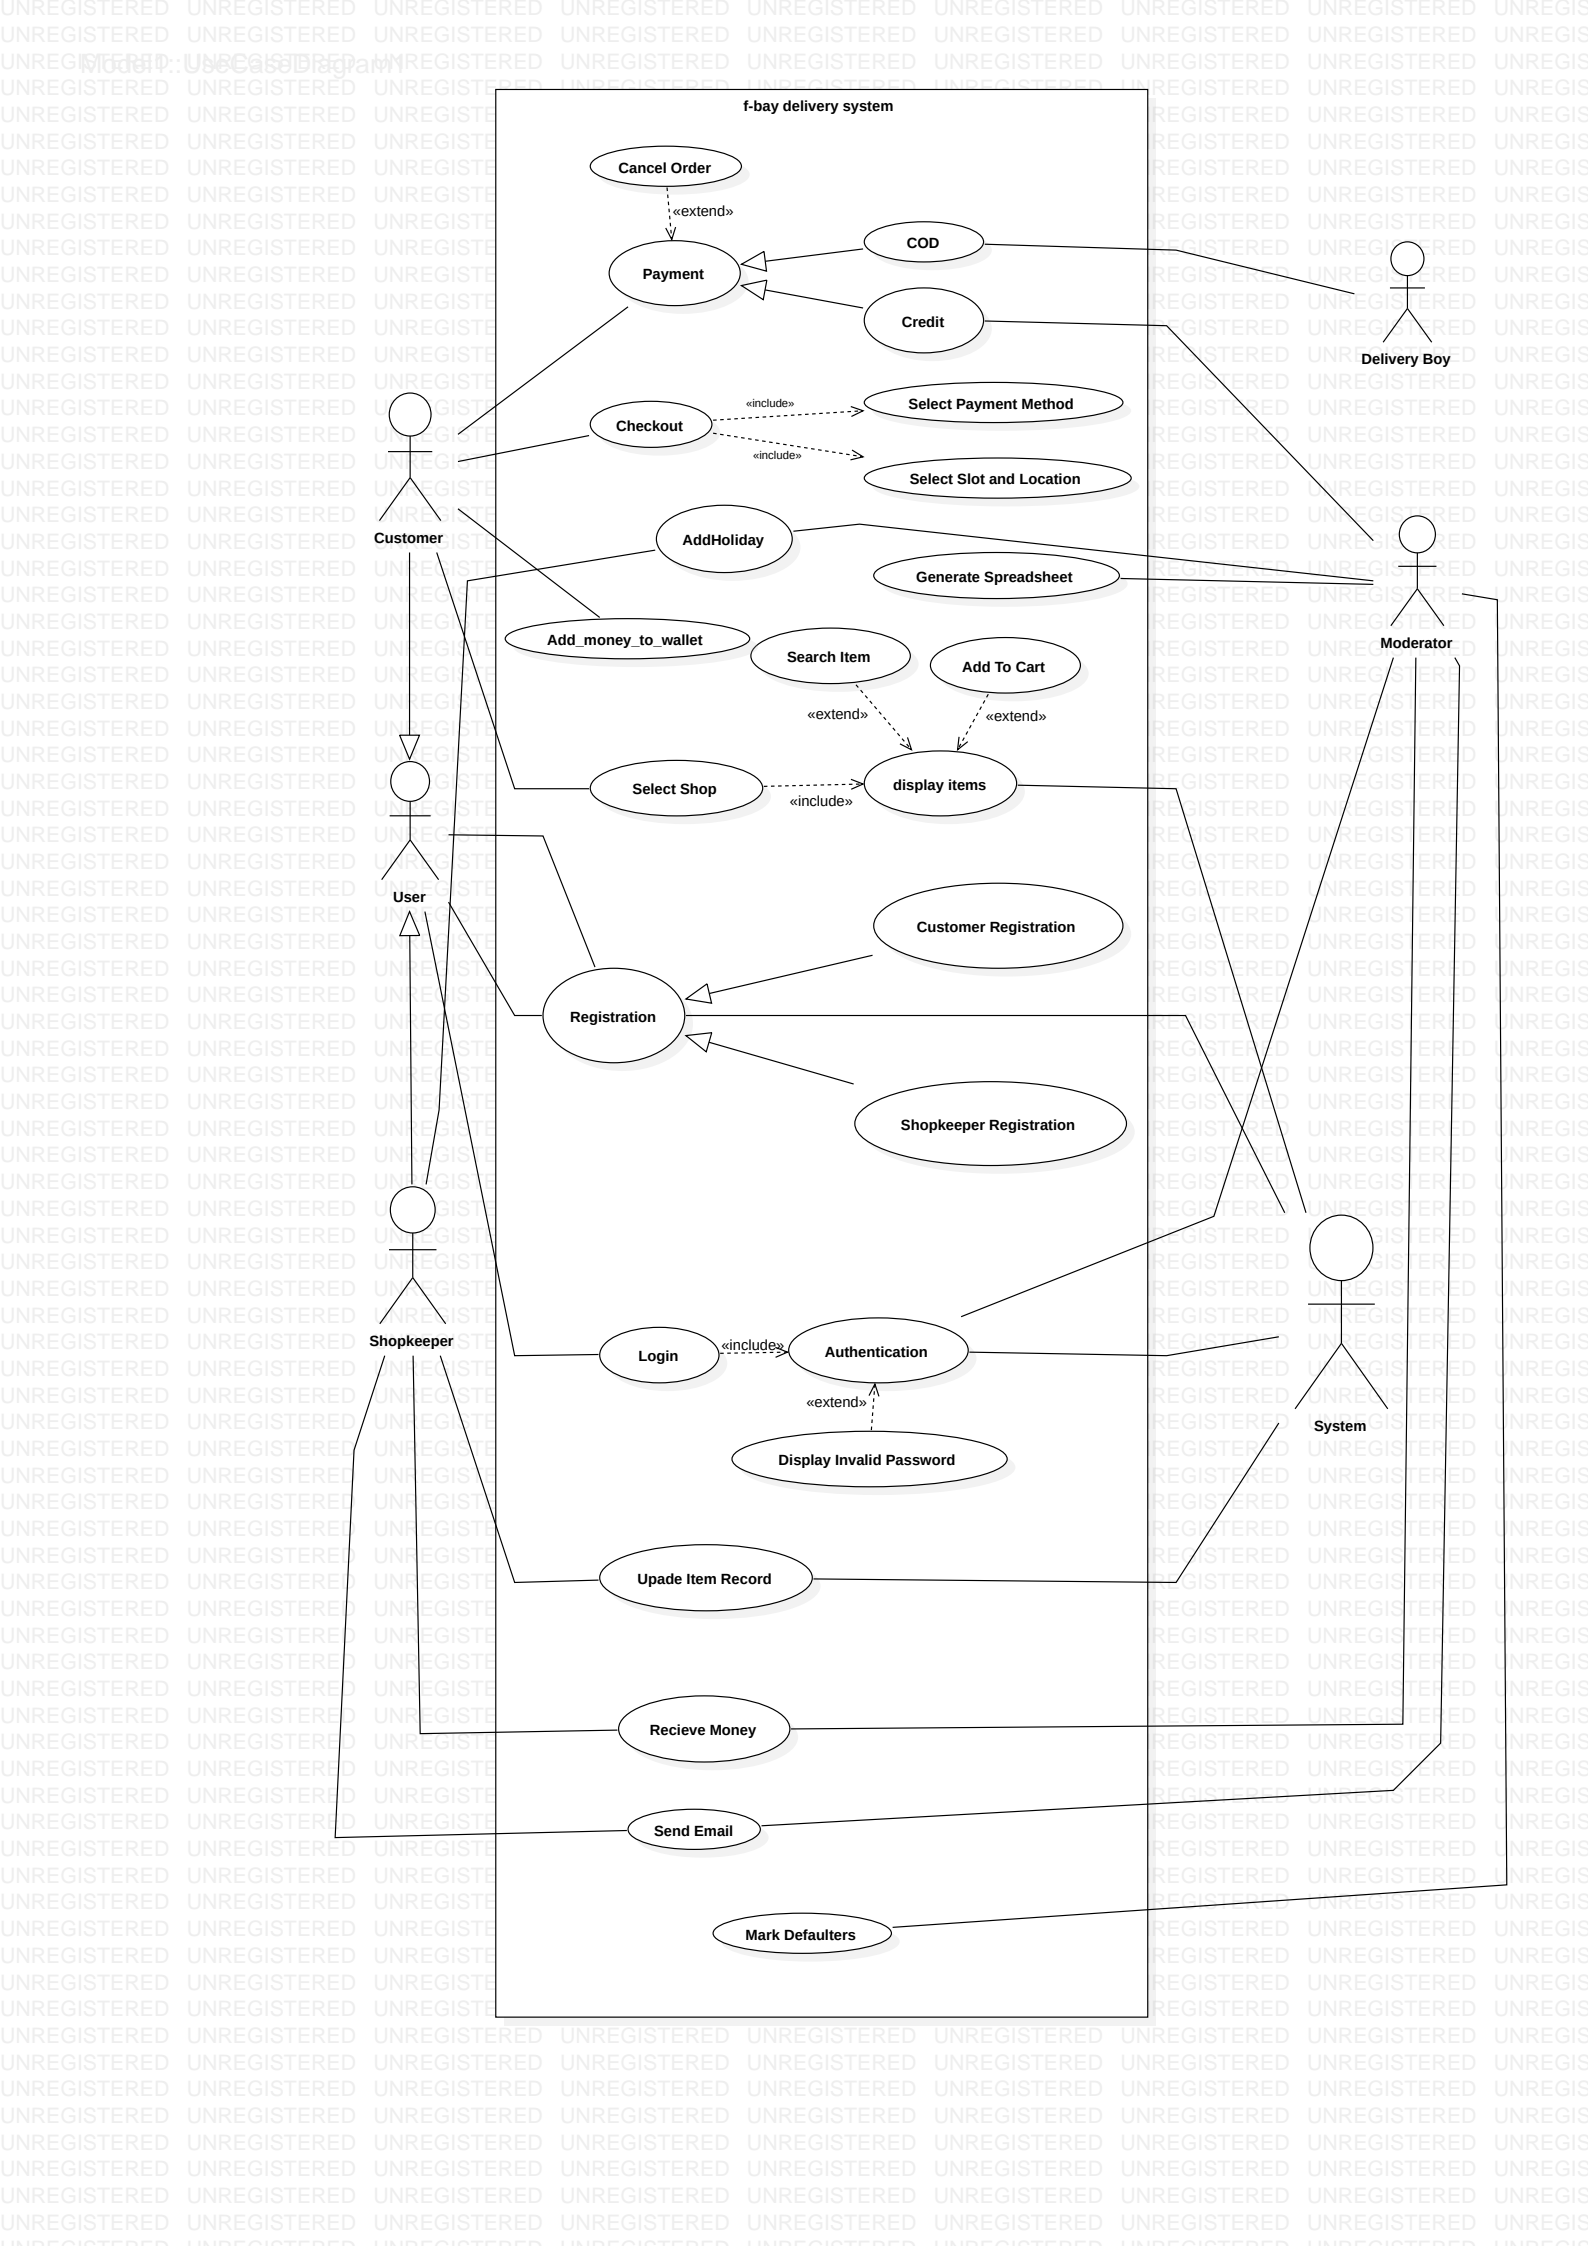 Model1::UseCaseDiagram1
f-bay delivery system
Cancel Order
«extend»
COD
Payment
Credit
Delivery Boy
«include»
Select Payment Method
Checkout
«include»
Select Slot and Location
Customer
AddHoliday
Generate Spreadsheet
Add_money_to_wallet
Moderator
Search Item
Add To Cart
«extend»
«extend»
Select Shop
display items
«include»
User
Customer Registration
Registration
Shopkeeper Registration
Shopkeeper
«include»
Login
Authentication
«extend»
System
Display Invalid Password
Upade Item Record
Recieve Money
Send Email
Mark Defaulters
UNREGISTERED